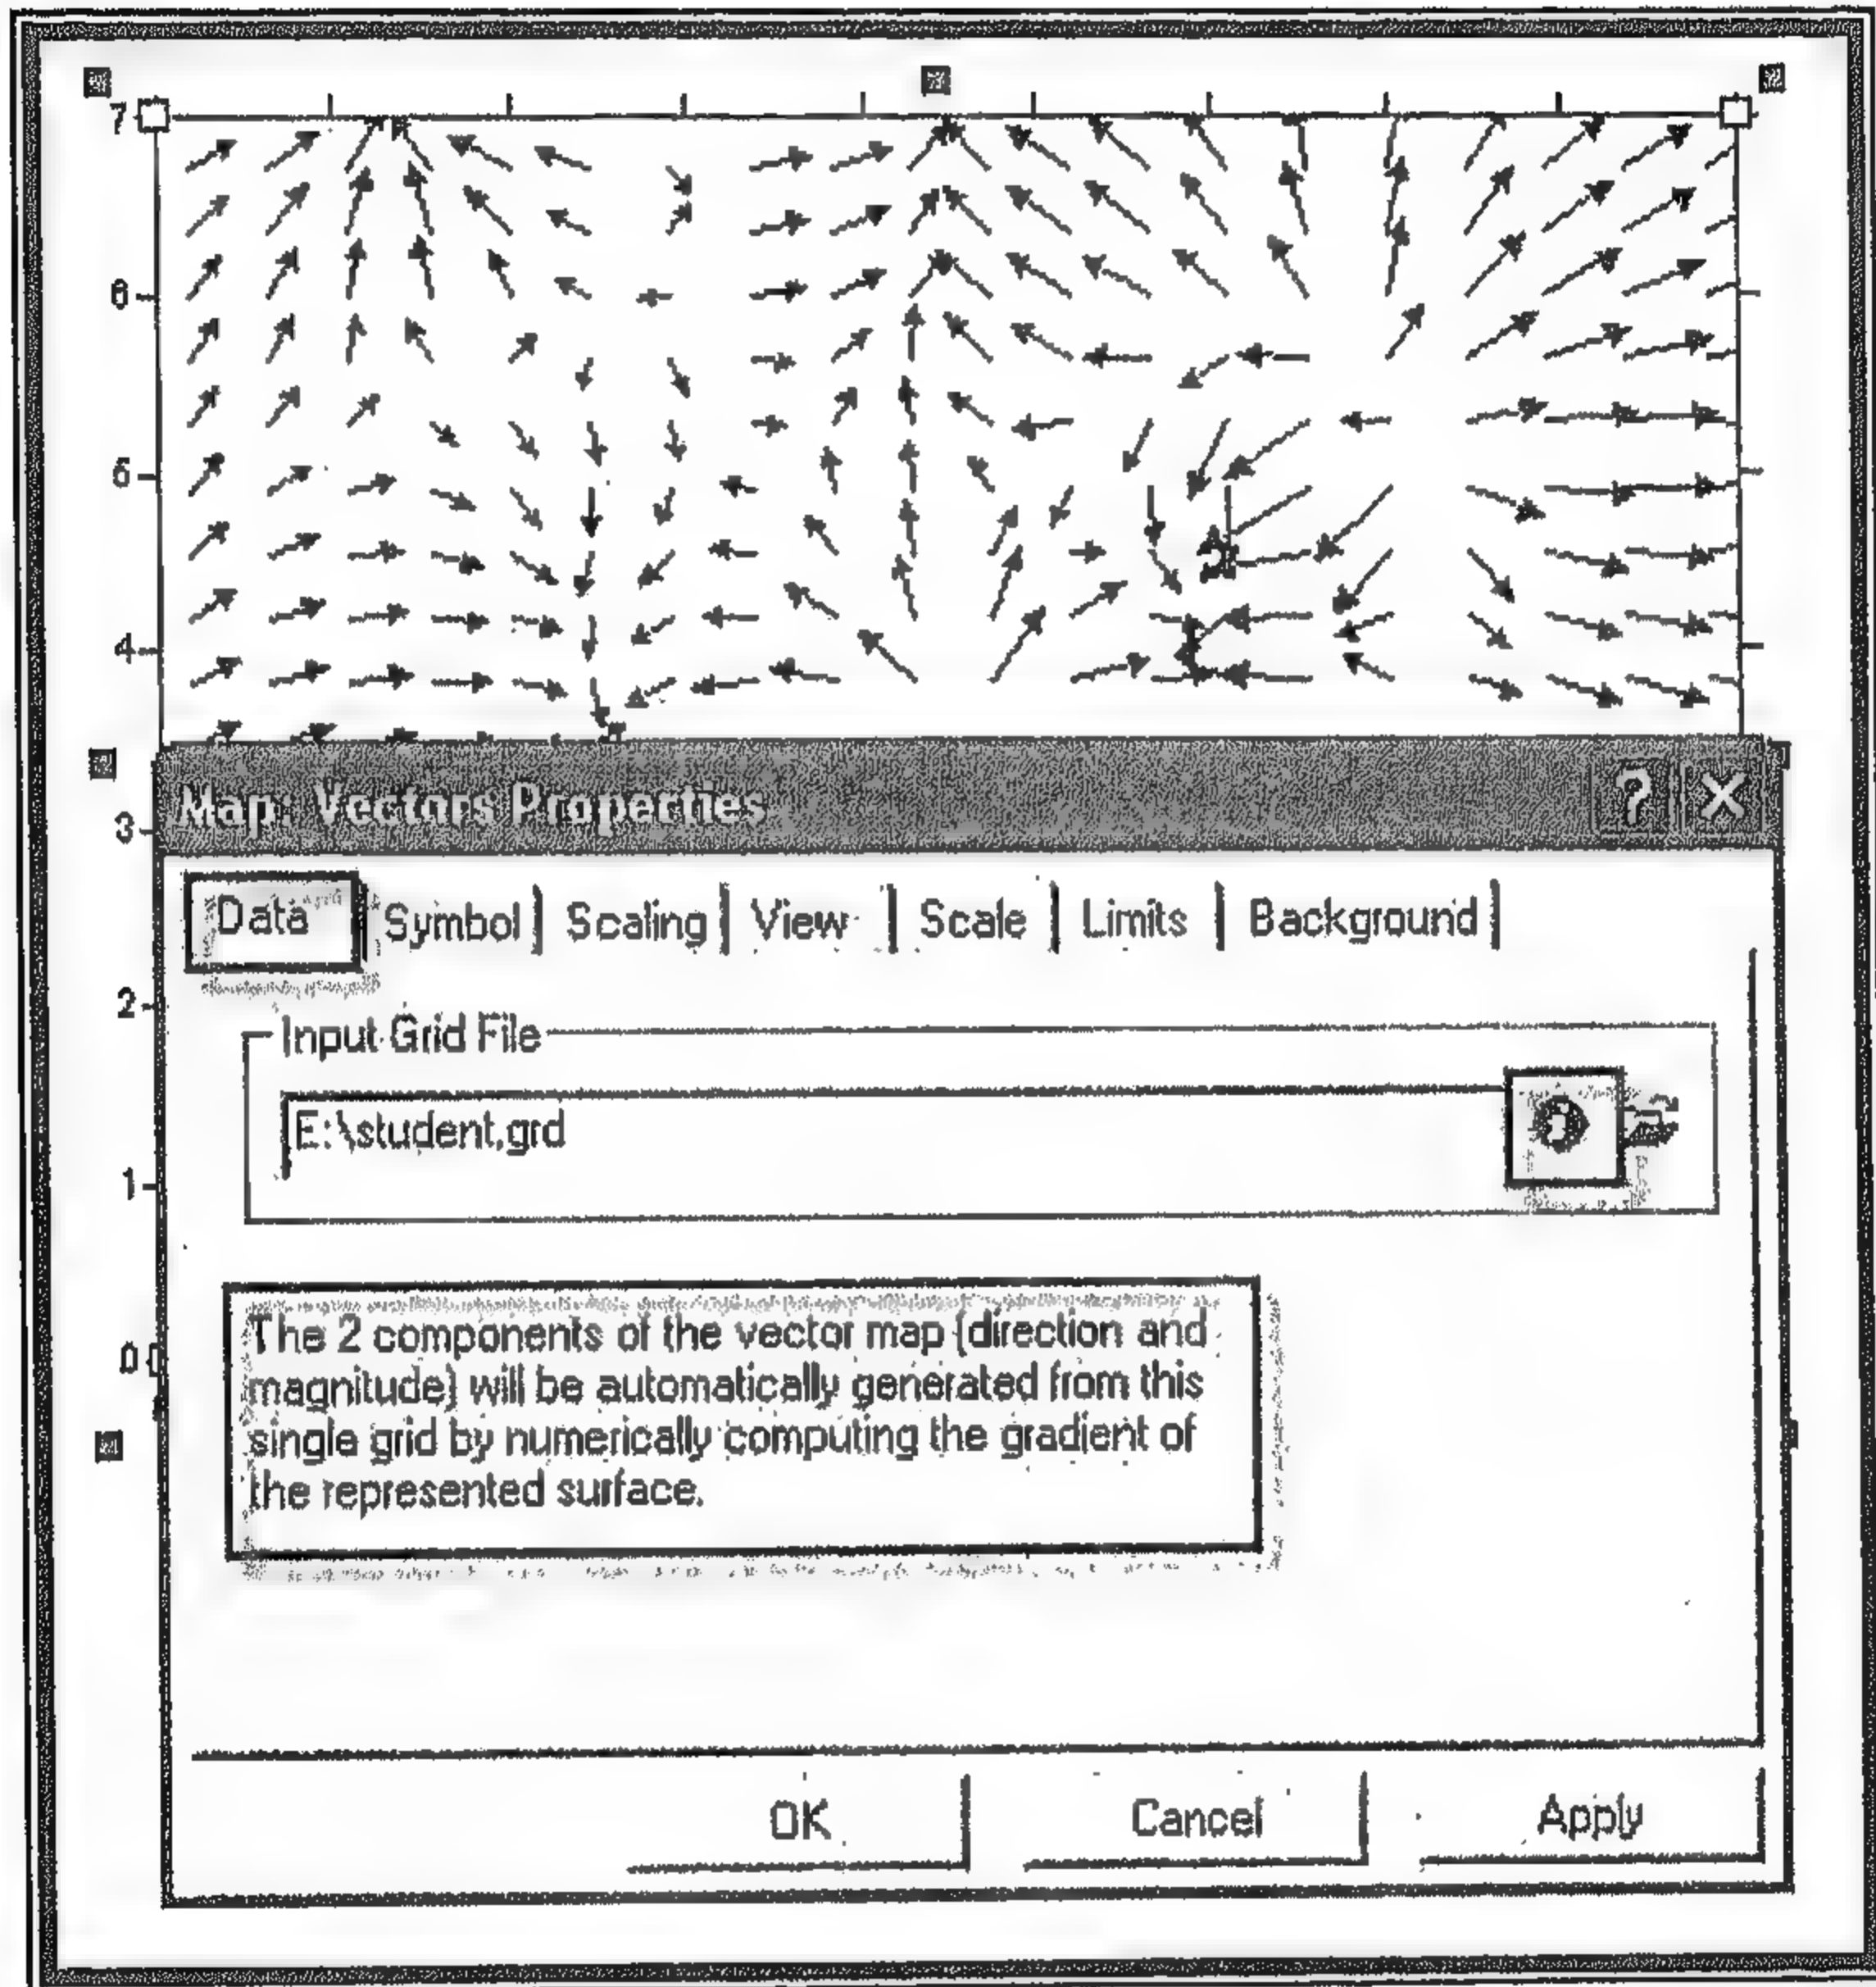 7
6
5
4
Map: Vectors Properties ? X
3
Data Symbol Scaling View Scale Limits Background
2
Input Grid File
E:\student.grd
1
The 2 components of the vector map (direction and
0
magnitude) will be automatically generated from this
single grid by numerically computing the gradient of
the represented surface.
OK Cancel Apply